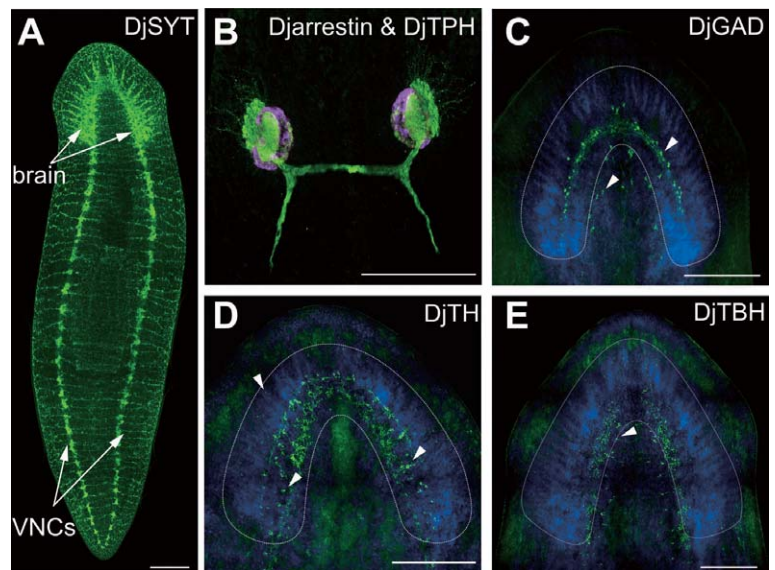 A DjSYT
brain
VNCs
B Djarrestin & DjTPH
C DjGAD
D DjTH
E DjTBH